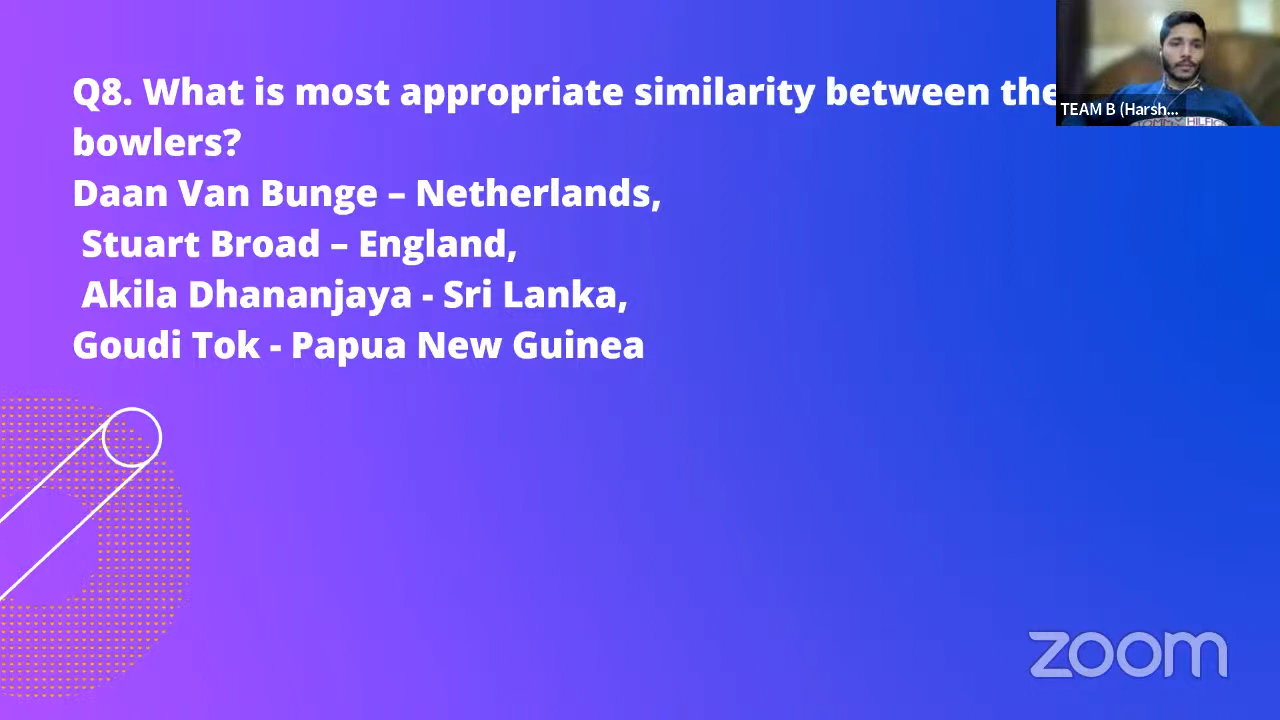 Q8. What is most appropriate similarity between the
bowlers?
Daan Van Bunge – Netherlands,
Stuart Broad – England,
Akila Dhananjaya - Sri Lanka,
Goudi Tok - Papua New Guinea
TEAM B (Harsh...
zoom